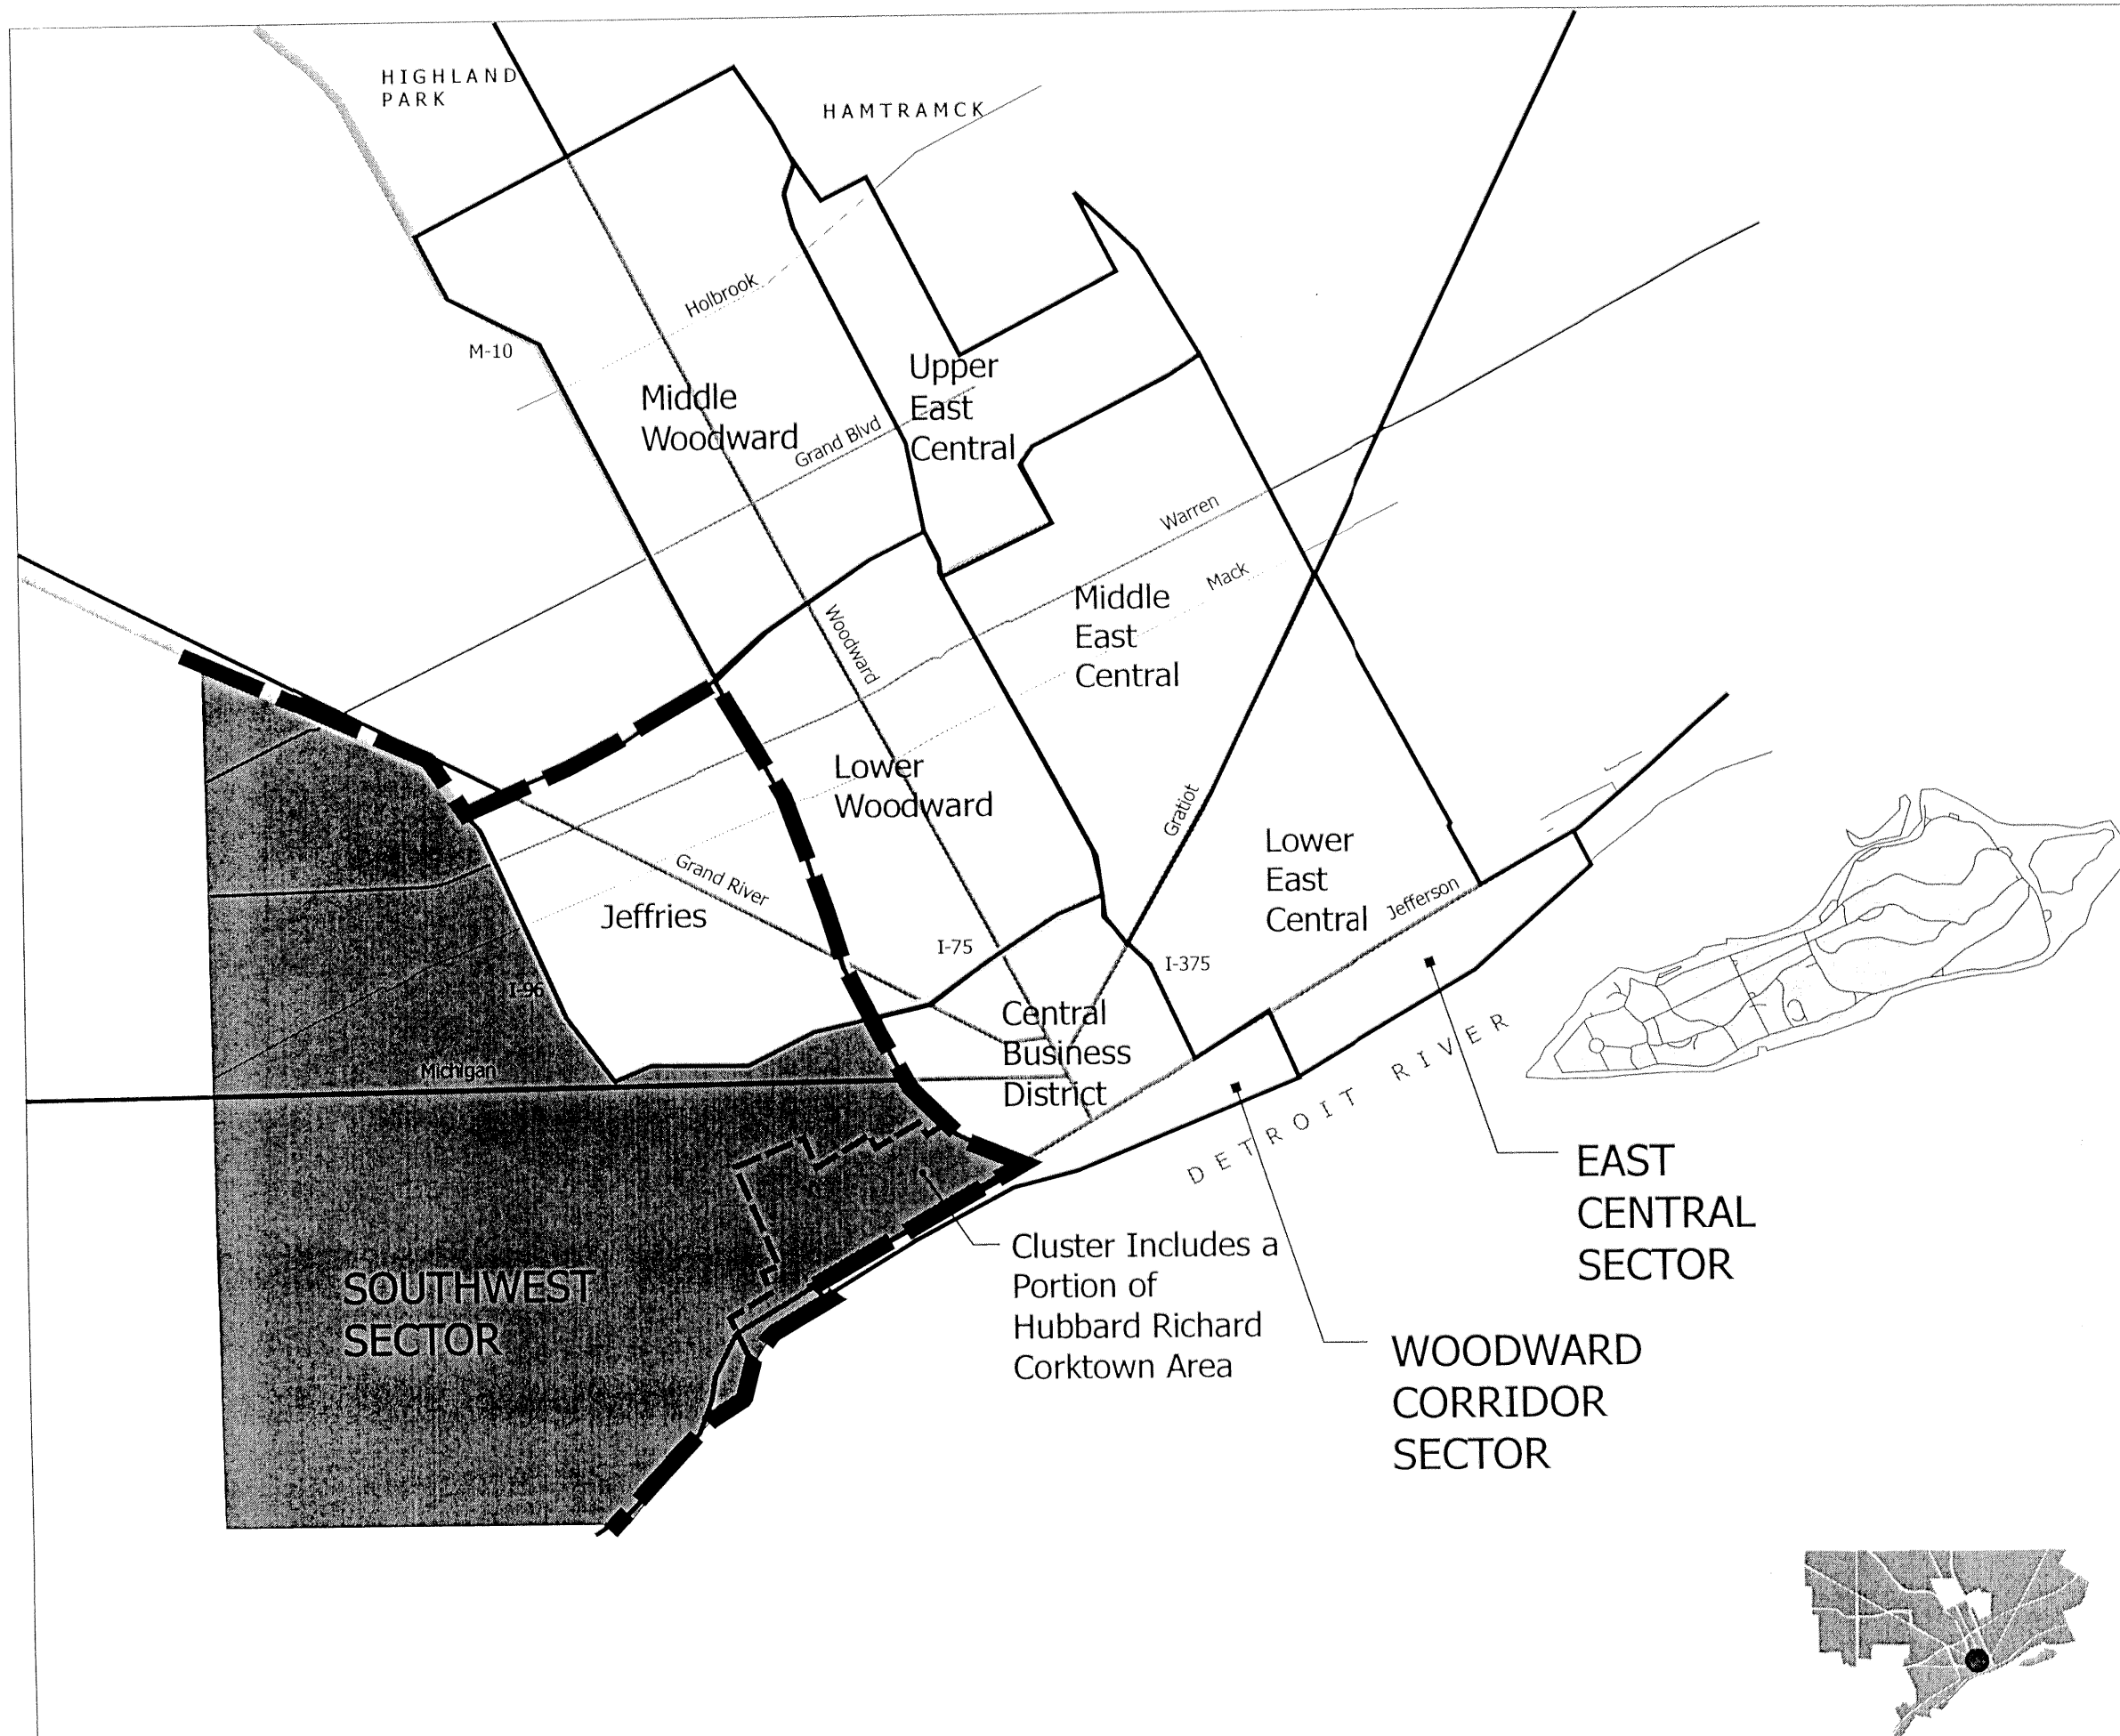 HIGHLAND
PARK
HAMTRAMCK
Holbrook
M-10
Middle
Woodward
Upper
East
Central
Grand Blvd
Warren
Mack
Middle
East
Central
Woodward
Lower
Woodward
Gratiot
Grand River
Jeffries
Lower
East
Central
Jefferson
I-75
I-375
I-96
Central
Business
District
Michigan
DETROIT RIVER
EAST
CENTRAL
SECTOR
Cluster Includes a
Portion of
Hubbard Richard
Corktown Area
SOUTHWEST
SECTOR
WOODWARD
CORRIDOR
SECTOR